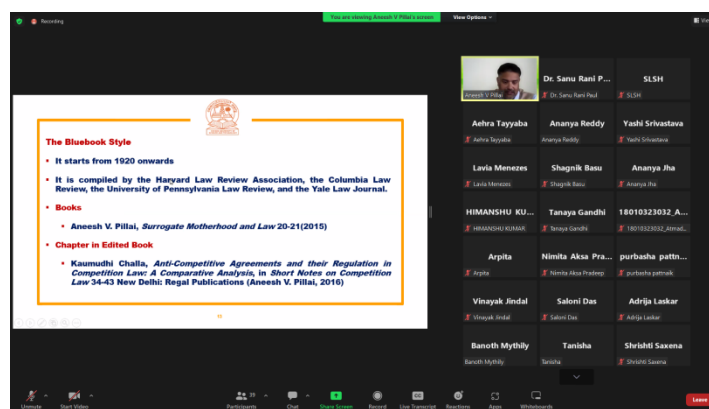 Recording
You are viewing Aneesh V Pillai's screen
View Options
View
The Bluebook Style
• It starts from 1920 onwards
• It is compiled by the Harvard Law Review Association, the Columbia Law
Review, the University of Pennsylvania Law Review, and the Yale Law Journal.
• Books
• Aneesh V. Pillai, Surrogate Motherhood and Law 20-21(2015)
• Chapter in Edited Book
• Kaumudhi Challa, Anti-Competitive Agreements and their Regulation in
Competition Law: A Comparative Analysis, in Short Notes on Competition
Law 34-43 New Delhi: Regal Publications (Aneesh V. Pillai, 2016)
Aneesh V Pillai
Dr. Sanu Rani P...
Dr. Sanu Rani Paul
SLSH
SLSH
Aehra Tayyaba
Aehra Tayyaba
Ananya Reddy
Ananya Reddy
Yashi Srivastava
Yashi Srivastava
Lavia Menezes
Lavia Menezes
Shagnik Basu
Shagnik Basu
Ananya Jha
Ananya Jha
HIMANSHU KU...
HIMANSHU KUMAR
Tanaya Gandhi
Tanaya Gandhi
18010323032_A...
18010323032_Atmad...
Arpita
Arpita
Nimita Aksa Pra...
Nimita Aksa Pradeep
purbasha pattn...
purbasha pattnaik
Vinayak Jindal
Vinayak Jindal
Saloni Das
Saloni Das
Adrija Laskar
Adrija Laskar
Banoth Mythily
Banoth Mythily
Tanisha
Tanisha
Shrishti Saxena
Shrishti Saxena
Unmute
Start Video
Participants
39
Chat
Share Screen
Record
Live Transcript
Reactions
Apps
Whiteboards
Leave